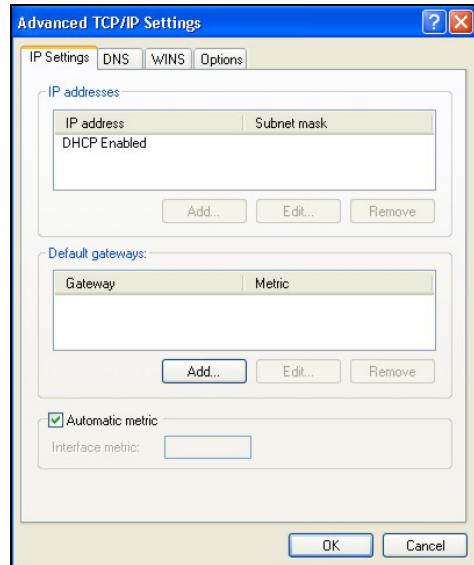 Advanced TCP/IP Settings
IP Settings DNS WINS Options
IP addresses
IP address Subnet mask
DHCP Enabled
Add... Edit... Remove
Default gateways:
Gateway Metric
Add... Edit... Remove
Automatic metric
Interface metric:
OK Cancel